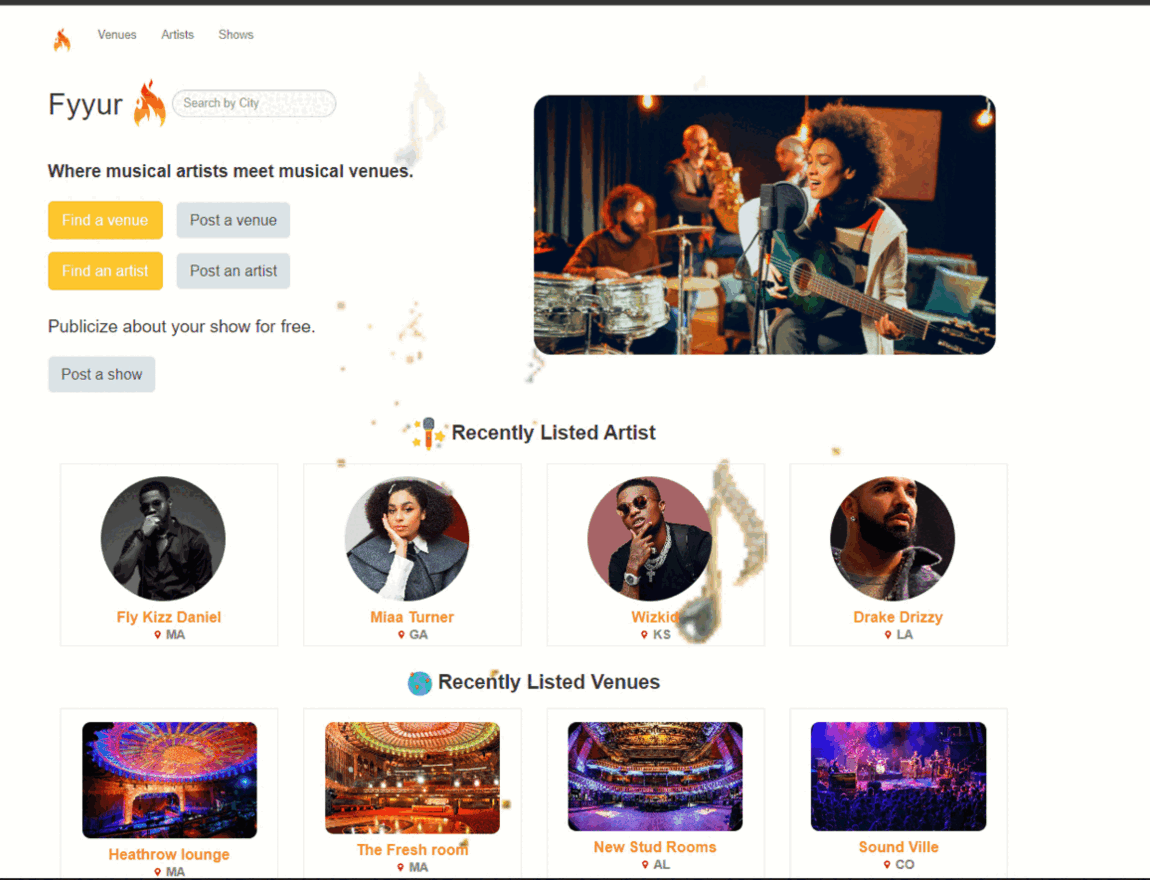 Venues Artists Shows
Fyyur Search by City
Where musical artists meet musical venues.
Find a venue Post a venue
Find an artist Post an artist
Publicize about your show for free.
Post a show
Recently Listed Artist
Fly Kizz Daniel Miaa Turner Wizkid Drake Drizzy
MA GA KS LA
Recently Listed Venues
Heathrow lounge The Fresh room New Stud Rooms Sound Ville
MA MA AL CO